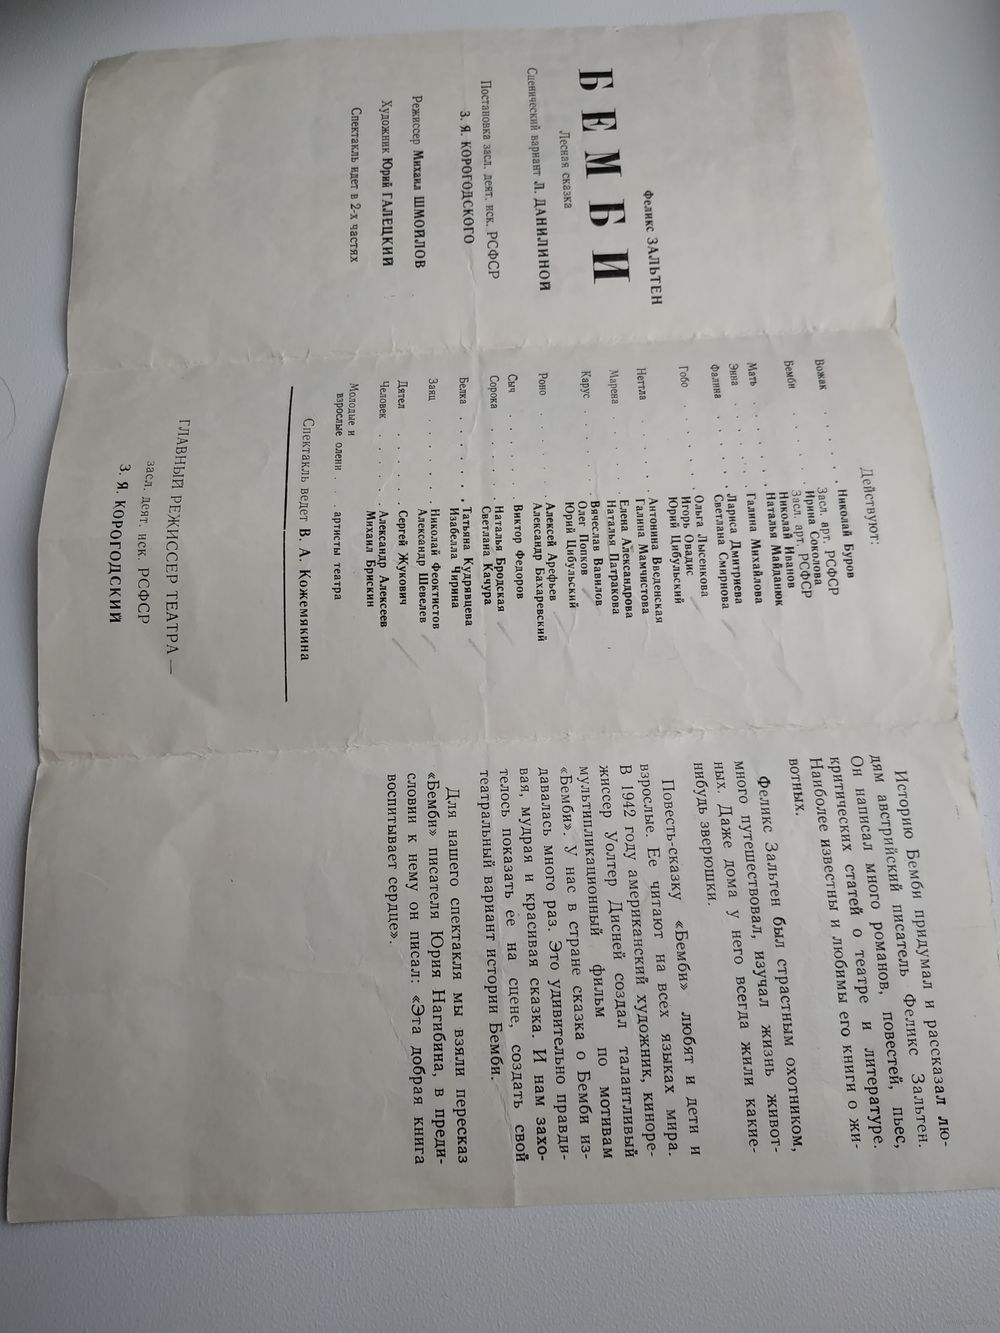 Феликс ЗАЛЬТЕН
БЕМБИ
Лесная сказка
Сценический вариант Л. ДАНИЛИНОЙ
Постановка засл. деят. иск. РСФСР
З. Я. КОРОГОДСКОГО
Режиссер Михаил ШМОЙЛОВ
Художник Юрий ГАЛЕЦКИЙ
Спектакль идет в 2-х частях
Действуют:
Вожак . . . . . Николай Буров
Засл. арт. РСФСР
Ирина Соколова
Бемби . . . . . Засл арт. РСФСР
Николай Иванов
Наталья Майданюк
Мать . . . . . Галина Михайлова
Энна . . . . . Лариса Дмитриева
Фалина . . . . . Светлана Смирнова
Гобо . . . . . Ольга Лысенкова
Игорь Овадис
Юрий Цибульский
Неттла . . . . . Антонина Введенская
Галина Мамчистова
Марена . . . . . Елена Александрова
Наталья Патракова
Карус . . . . . Вячеслав Вавилов
Олег Попков
Юрий Цибульский
Роно . . . . . Алексей Арефьев
Александр Бахаревский
Сыч . . . . . Виктор Федоров
Сорока . . . . . Наталья Бродская
Светлана Качура
Белка . . . . . Татьяна Кудрявцева
Изабелла Чирина
Заяц . . . . . Николай Феоктистов
Александр Шевелев
Дятел . . . . . Сергей Жукович
Человек . . . . . Александр Алексеев
Михаил Брискин
Молодые и
взрослые олени . . артисты театра
Спектакль ведет В. А. Кожемякина
ГЛАВНЫЙ РЕЖИССЕР ТЕАТРА —
засл. деят. иск. РСФСР
З. Я. КОРОГОДСКИЙ
Историю Бемби придумал и рассказал лю-
дям австрийский писатель Феликс Зальтен.
Он написал много романов, повестей, пьес,
критических статей о театре и литературе.
Наиболее известны и любимы его книги о жи-
вотных.
Феликс Зальтен был страстным охотником,
много путешествовал, изучал жизнь живот-
ных. Даже дома у него всегда жили какие-
нибудь зверюшки.
Повесть-сказку «Бемби» любят и дети и
взрослые. Ее читают на всех языках мира.
В 1942 году американский художник, киноре-
жиссер Уолтер Дисней создал талантливый
мультипликационный фильм по мотивам
«Бемби». У нас в стране сказка о Бемби из-
давалась много раз. Это удивительно правди-
вая, мудрая и красивая сказка. И нам захо-
телось показать ее на сцене, создать свой
театральный вариант истории Бемби.
Для нашего спектакля мы взяли пересказ
«Бемби» писателя Юрия Нагибина, в преди-
словии к нему он писал: «Эта добрая книга
воспитывает сердце».